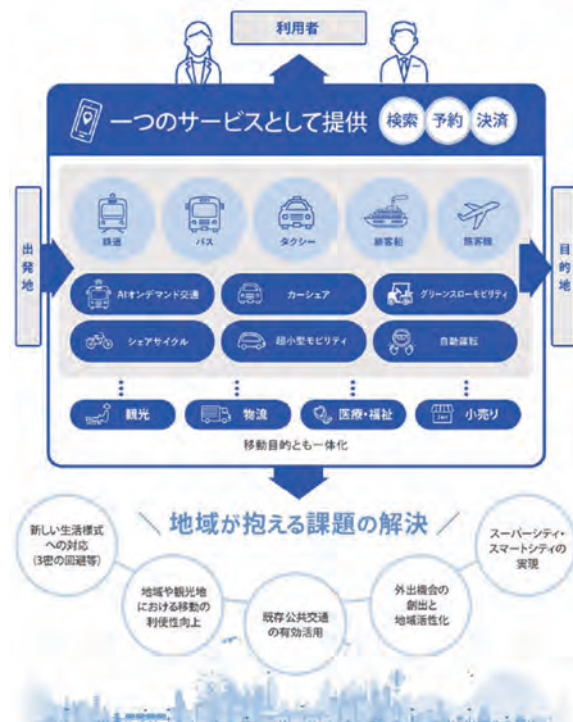 利用者
一つのサービスとして提供 検索 予約 決済
出発地
目的地
鉄道 バス タクシー 旅客船 旅客機
AIオンデマンド交通 カーシェア グリーンスローモビリティ
シェアサイクル 超小型モビリティ 自動運転
観光 物流 医療・福祉 小売り
移動目的とも一体化
地域が抱える課題の解決
新しい生活様式
への対応
(3密の回避等)
地域や観光地
における移動の
利便性向上
既存公共交通
の有効活用
外出機会の
創出と
地域活性化
スーパーシティ・
スマートシティの
実現